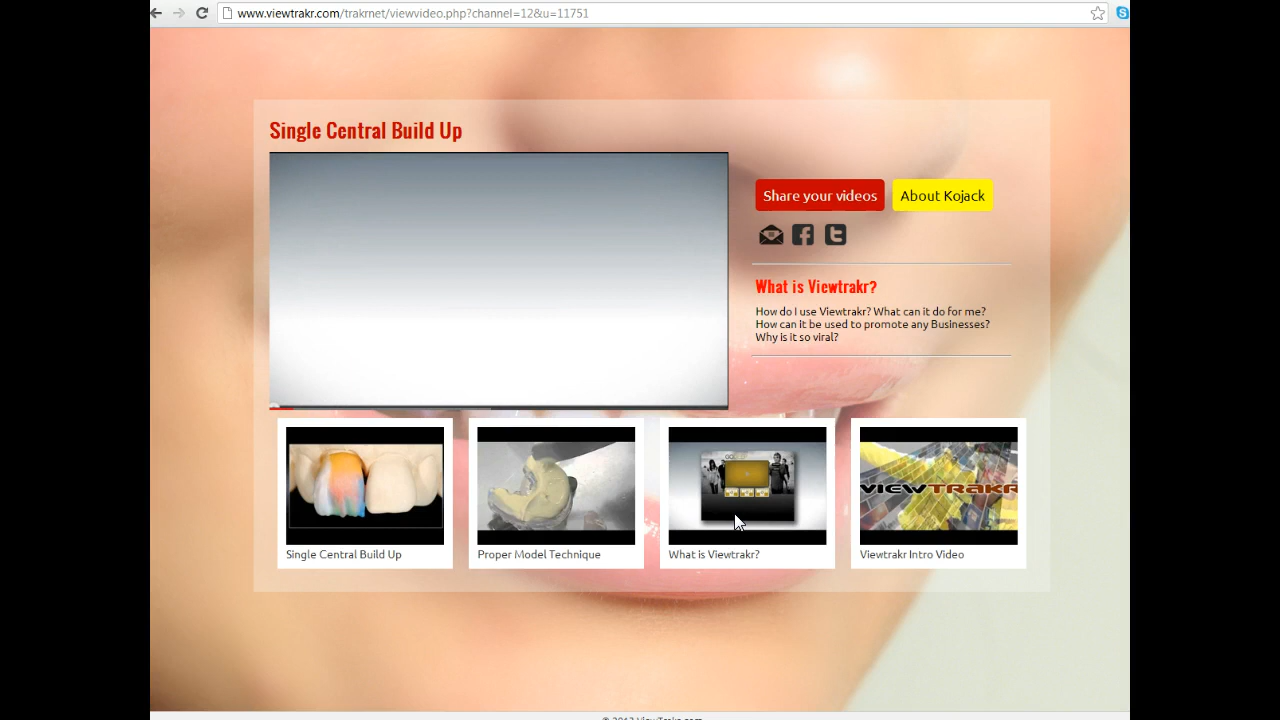 www.viewtrakr.com/trakrnet/viewvideo.php?channel=12&u=11751
Single Central Build Up
Share your videos
About Kojack
What is Viewtrakr?
How do I use Viewtrakr? What can it do for me?
How can it be used to promote any Businesses?
Why is it so viral?
VIEWTRAKR
Single Central Build Up
Proper Model Technique
What is Viewtrakr?
Viewtrakr Intro Video